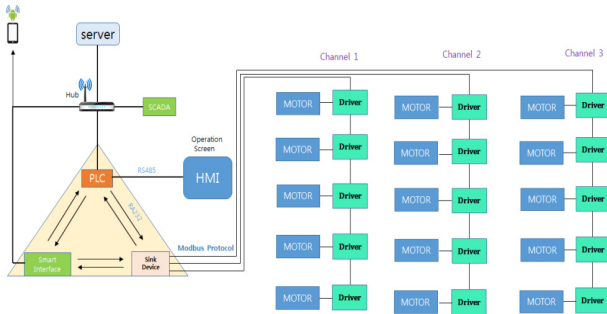 server
Hub
SCADA
Operation
Screen
HMI
RS485
PLC
RA232
Modbus Protocol
Smart
Interface
Sink
Device
Channel 1
Channel 2
Channel 3
MOTOR
Driver
MOTOR
Driver
MOTOR
Driver
MOTOR
Driver
MOTOR
Driver
MOTOR
Driver
MOTOR
Driver
MOTOR
Driver
MOTOR
Driver
MOTOR
Driver
MOTOR
Driver
MOTOR
Driver
MOTOR
Driver
MOTOR
Driver
MOTOR
Driver